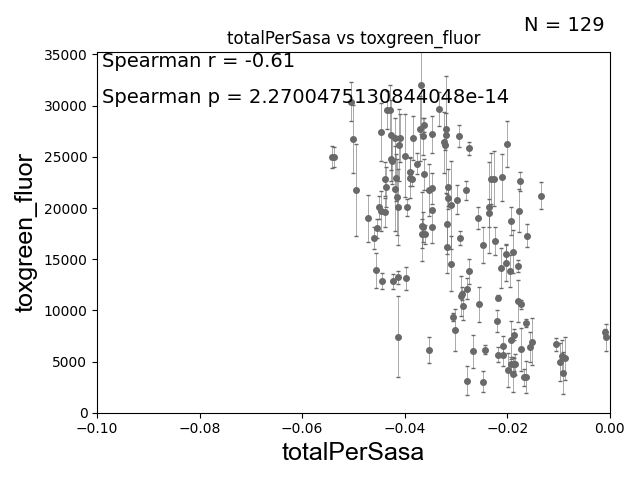 N = 129
totalPerSasa vs toxgreen_fluor
Spearman r = -0.61
Spearman p = 2.2700475130844048e-14
toxgreen_fluor
35000
30000
25000
20000
15000
10000
5000
0
−0.10 −0.08 −0.06 −0.04 −0.02 0.00
totalPerSasa